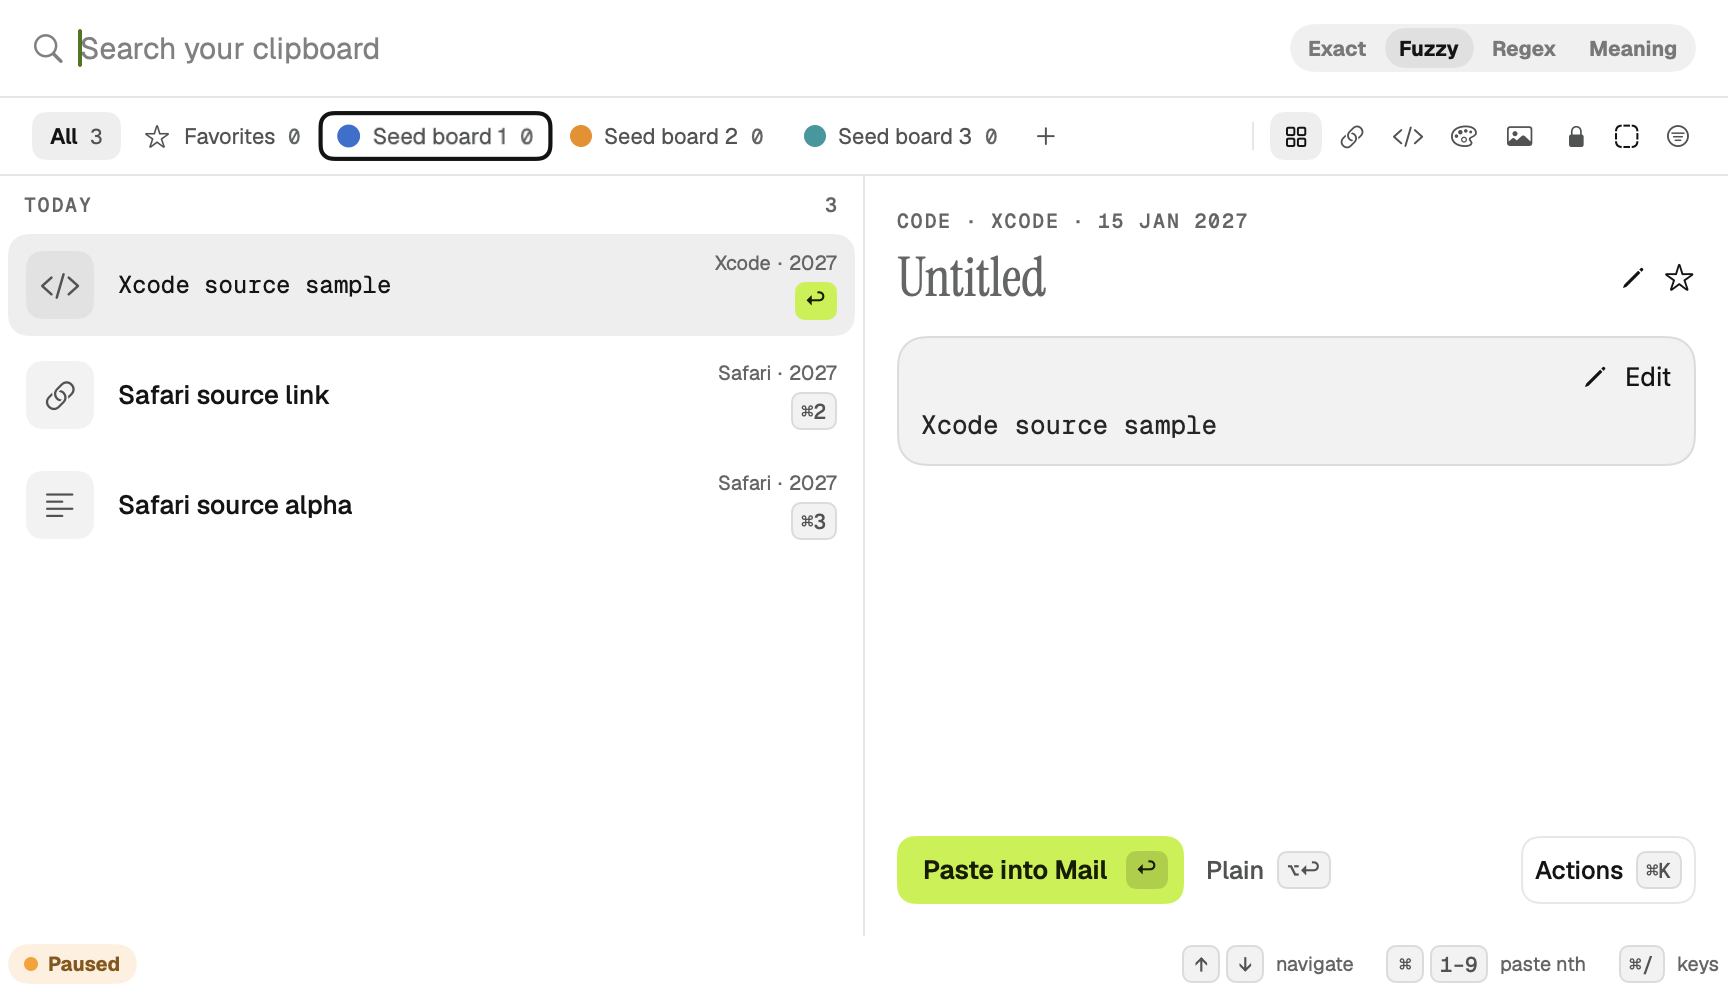 Search your clipboard
Exact Fuzzy Regex Meaning
All 3 Favorites 0 Seed board 1 0 Seed board 2 0 Seed board 3 0 +
TODAY 3
Xcode source sample
Xcode · 2027
Safari source link
Safari · 2027
⌘2
Safari source alpha
Safari · 2027
⌘3
CODE · XCODE · 15 JAN 2027
Untitled
Edit
Xcode source sample
Paste into Mail ↩ Plain ⌥↩ Actions ⌘K
Paused
↑ ↓ navigate ⌘ 1-9 paste nth ⌘/ keys